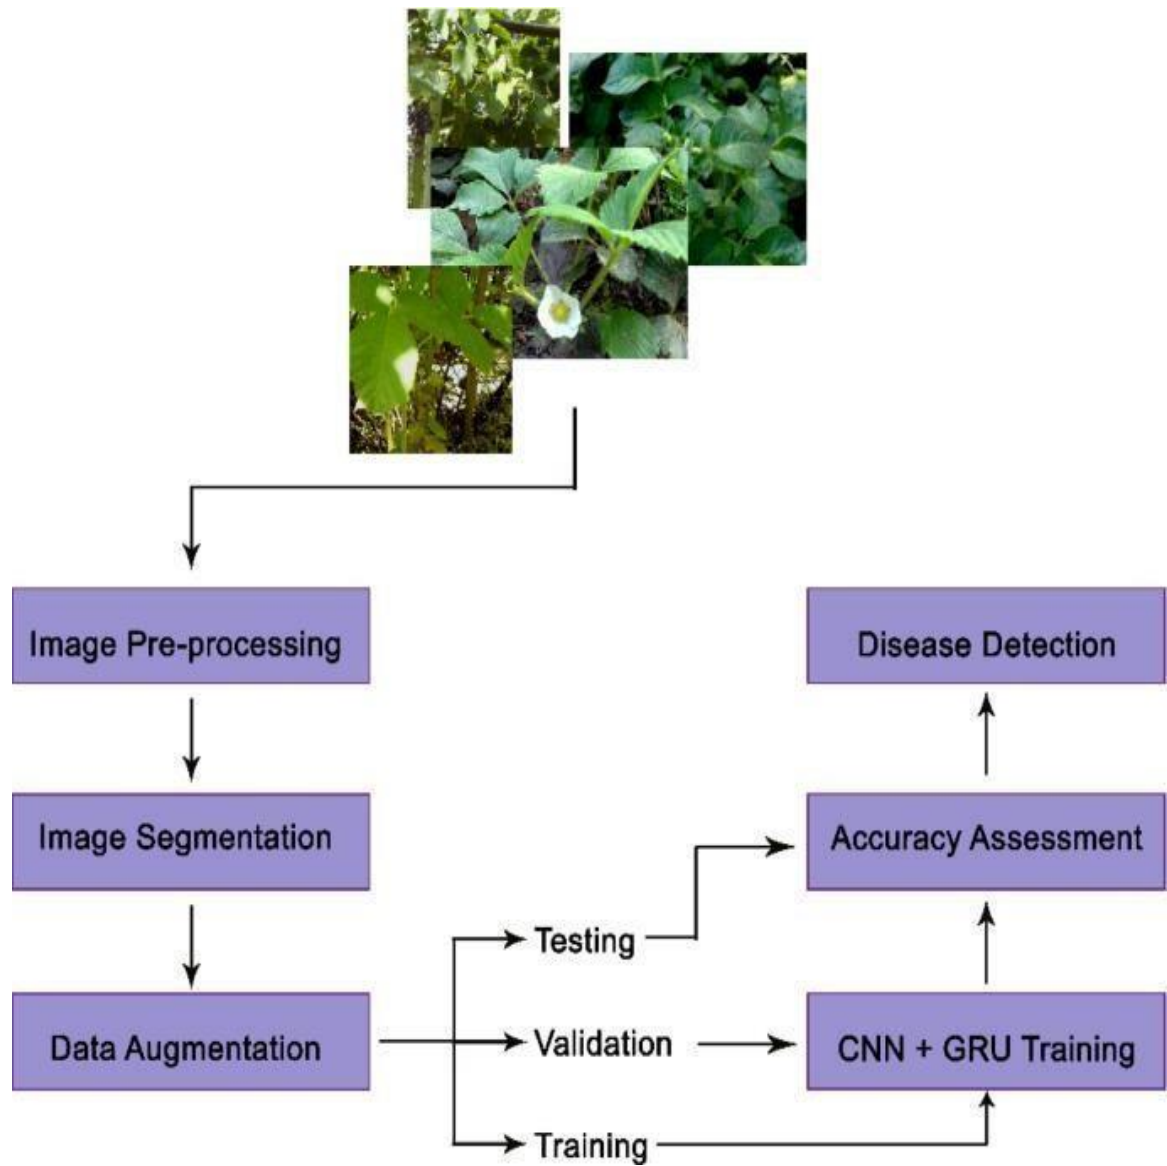 Image Pre-processing
Image Segmentation
Data Augmentation
Testing
Validation
Training
Disease Detection
Accuracy Assessment
CNN + GRU Training